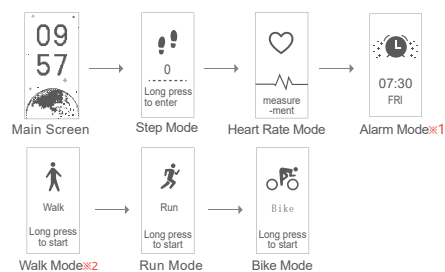 09
57
Main Screen
0
Long press
to enter
Step Mode
measure
-ment
Heart Rate Mode
07:30
FRI
Alarm Mode※1
Walk
Long press
to start
Walk Mode※2
Run
Long press
to start
Run Mode
Bike
Long press
to start
Bike Mode